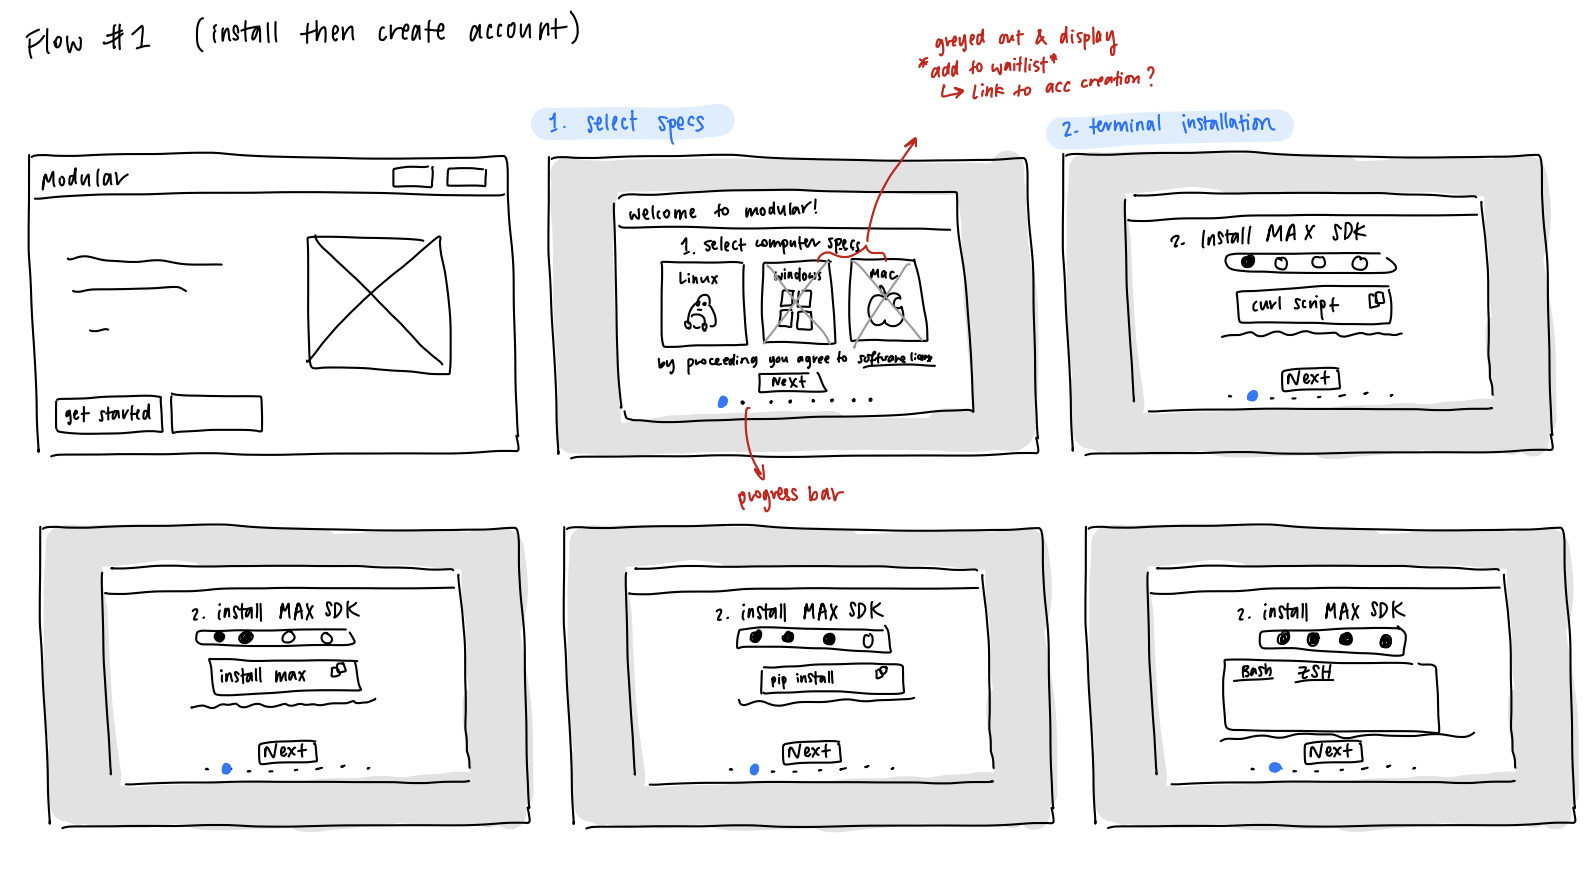 Flow #1 (install then create account)
greyed out & display
*add to waitlist*
↳ link to acc creation?
1. select specs
2. terminal installation
Modular
get started
welcome to modular!
1. select computer specs
Linux
windows
Mac
by proceeding you agree to software
Next
progress bar
2. Install MAX SDK
curl script
Next
2. install MAX SDK
install max
Next
2. install MAX SDK
pip install
Next
2. install MAX SDK
Bash ZSH
Next